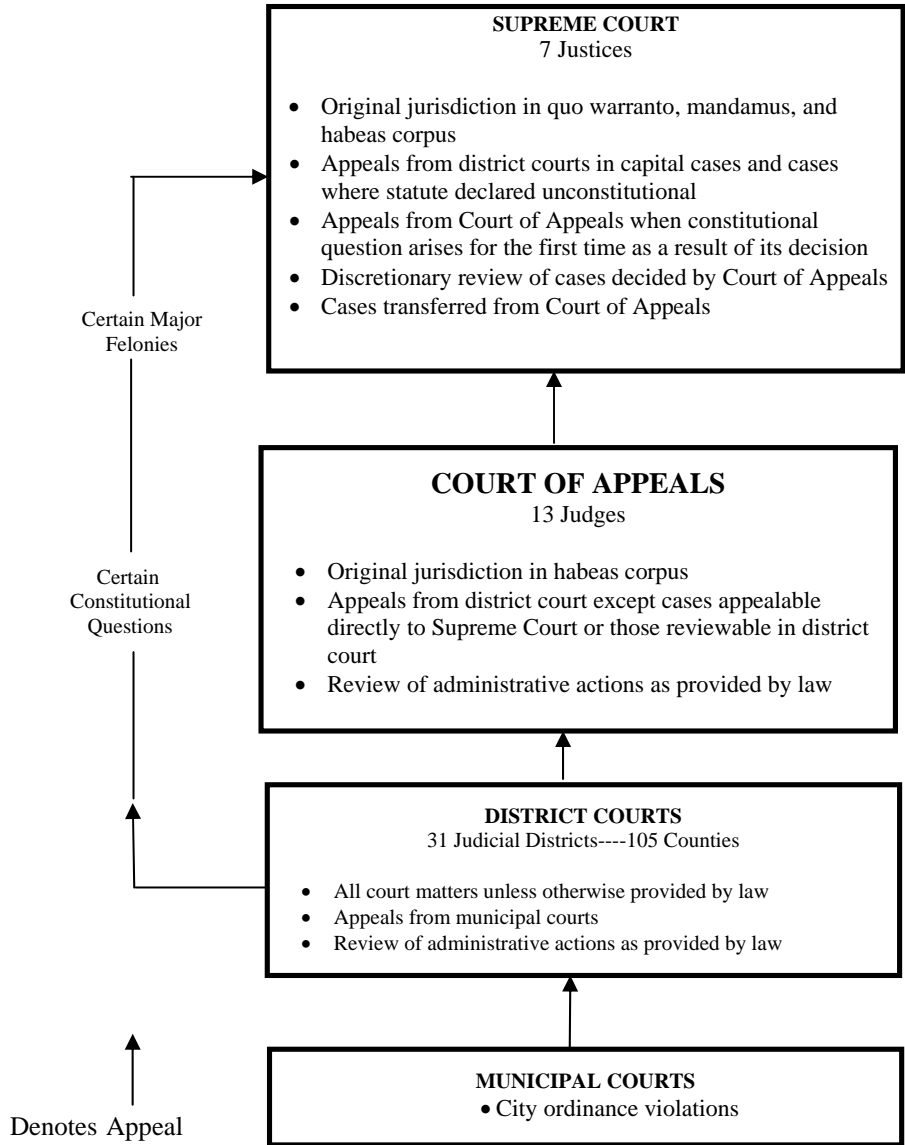 SUPREME COURT
7 Justices
• Original jurisdiction in quo warranto, mandamus, and
habeas corpus
• Appeals from district courts in capital cases and cases
where statute declared unconstitutional
• Appeals from Court of Appeals when constitutional
question arises for the first time as a result of its decision
• Discretionary review of cases decided by Court of Appeals
• Cases transferred from Court of Appeals
Certain Major
Felonies
COURT OF APPEALS
13 Judges
• Original jurisdiction in habeas corpus
• Appeals from district court except cases appealable
directly to Supreme Court or those reviewable in district
court
• Review of administrative actions as provided by law
Certain
Constitutional
Questions
DISTRICT COURTS
31 Judicial Districts----105 Counties
• All court matters unless otherwise provided by law
• Appeals from municipal courts
• Review of administrative actions as provided by law
MUNICIPAL COURTS
• City ordinance violations
Denotes Appeal